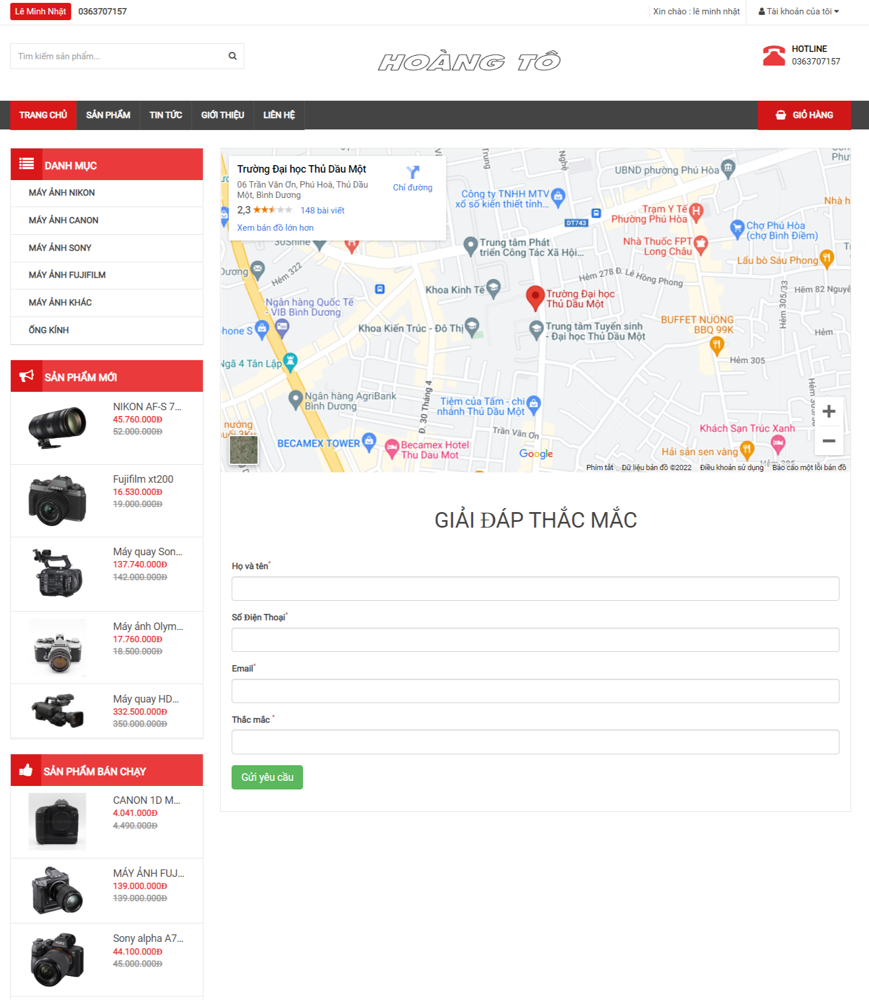 Lê Minh Nhật 0363707157
Xin chào : lê minh nhật
Tài khoản của tôi
Tìm kiếm sản phẩm...
HOÀNG TÔ
HOTLINE
0363707157
TRANG CHỦ SẢN PHẨM TIN TỨC GIỚI THIỆU LIÊN HỆ
GIỎ HÀNG
DANH MỤC
MÁY ẢNH NIKON
MÁY ẢNH CANON
MÁY ẢNH SONY
MÁY ẢNH FUJIFILM
MÁY ẢNH KHÁC
ỐNG KÍNH
SẢN PHẨM MỚI
NIKON AF-S 7...
45.760.000Đ
52.000.000Đ
Fujifilm xt200
16.530.000Đ
19.000.000Đ
Máy quay Son...
137.740.000Đ
142.000.000Đ
Máy ảnh Olym...
17.760.000Đ
18.500.000Đ
Máy quay HD...
332.500.000Đ
350.000.000Đ
SẢN PHẨM BÁN CHẠY
CANON 1D M...
4.041.000Đ
4.490.000Đ
MÁY ẢNH FUJ...
139.000.000Đ
139.000.000Đ
Sony alpha A7...
44.100.000Đ
45.000.000Đ
Trường Đại học Thủ Dầu Một
06 Trần Văn Ơn, Phú Hoà, Thủ Dầu
Một, Bình Dương
2,3 148 bài viết
Xem bản đồ lớn hơn
Chỉ đường
Trung
Nghệ
UBND phường Phú Hòa
Công ty TNHH MTV
xổ số kiến thiết tỉnh...
DT743
Trạm Y Tế
Phường Phú Hòa
Nhà h
Chợ Phú Hòa
(chợ Bình Điềm)
Nhà Thuốc FPT
Long Châu
Lẩu bò Sáu Phong
30Shine
Trung tâm Phát
triển Công Tác Xã Hội...
Dương
Hẻm 322
Khoa Kinh Tế
Hẻm 278 Đ. Lê Hồng Phong
Hẻm 82 Nguyễ
Hẻm 305/33
Trường Đại học
Thủ Dầu Một
Ngân hàng Quốc Tế
- VIB Bình Dương
hone S
Khoa Kiến Trúc - Đô Thị
Trung tâm Tuyển sinh
- Đại học Thủ Dầu Một
BUFFET NUONG
BBQ 99K
Hẻm
Hẻm 305
Ngã 4 Tân Lập
Ngân hàng AgriBank
Bình Dương
Đ. 30 Tháng 4
Tiệm của Tấm - chi
nhánh Thủ Dầu Một
Trần Văn Ơn
nướng
BECAMEX TOWER
Becamex Hotel
Thu Dau Mot
Khách Sạn Trúc Xanh
Hải sản sen vàng
Google
Phím tắt Dữ liệu bản đồ ©2022 Điều khoản sử dụng Báo cáo một lỗi bản đồ
GIẢI ĐÁP THẮC MẮC
Họ và tên*
Số Điện Thoại*
Email*
Thắc mắc *
Gửi yêu cầu